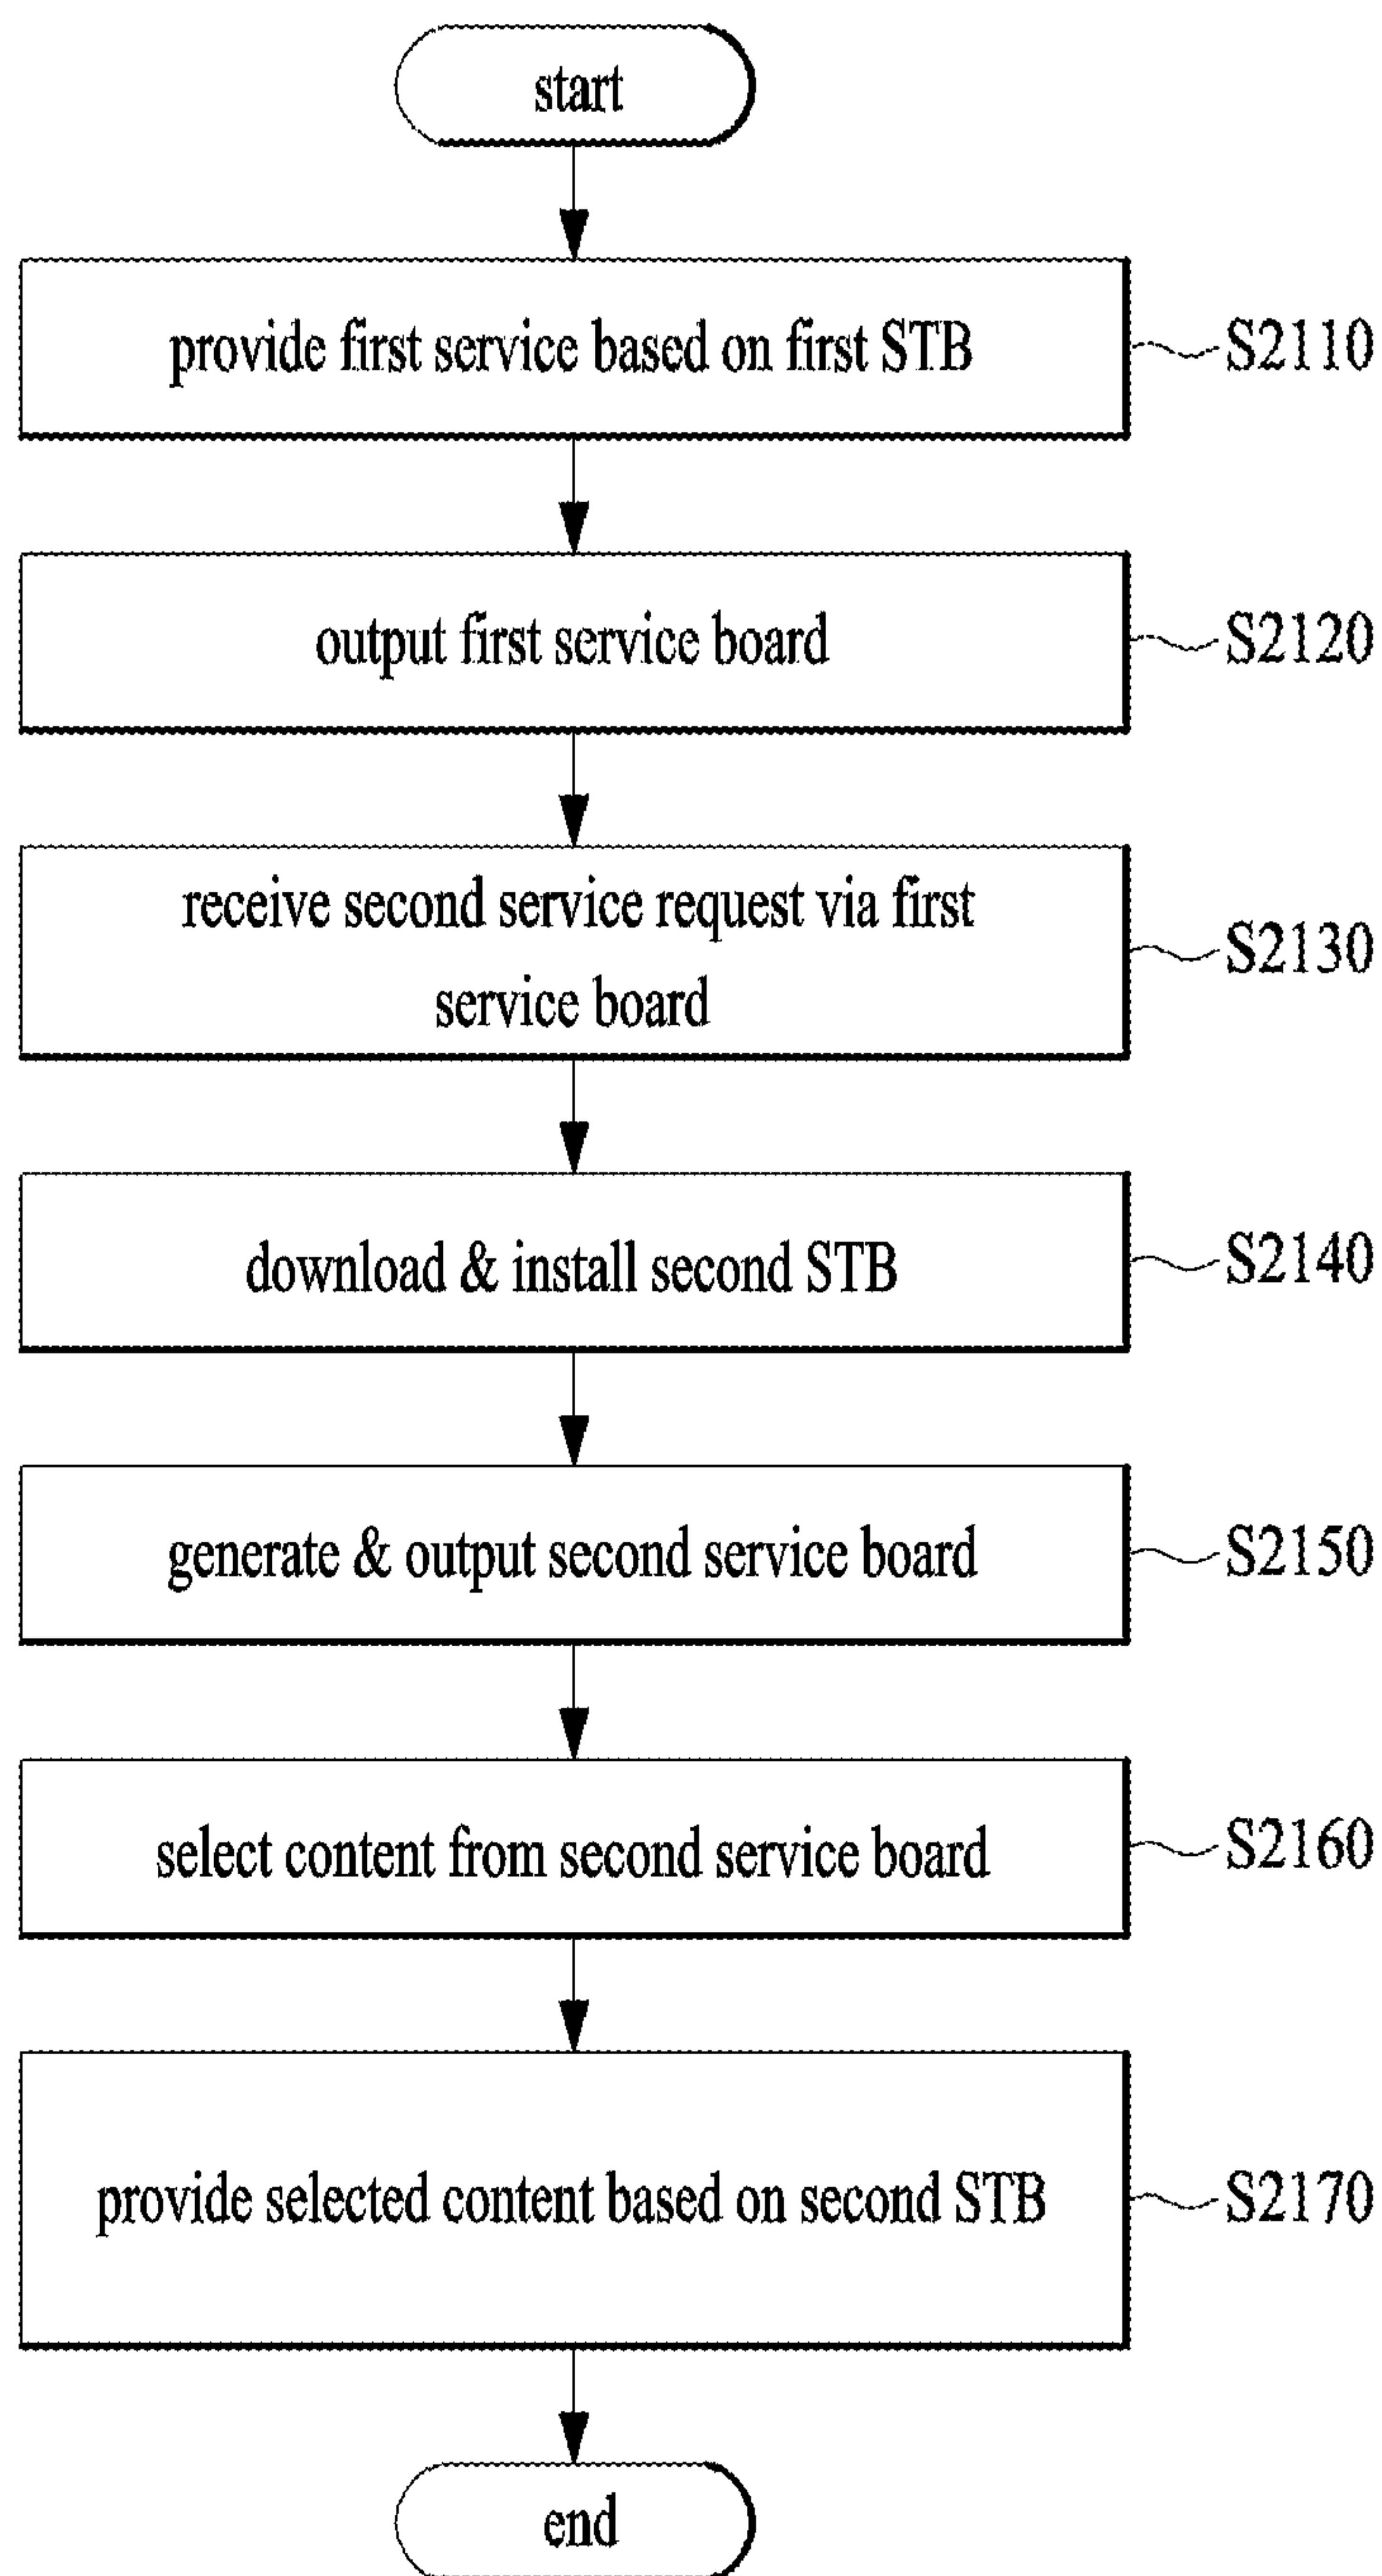 start
provide first service based on first STB
S2110
output first service board
S2120
receive second service request via first
service board
S2130
download & install second STB
S2140
generate & output second service board
S2150
select content from second service board
S2160
provide selected content based on second STB
S2170
end